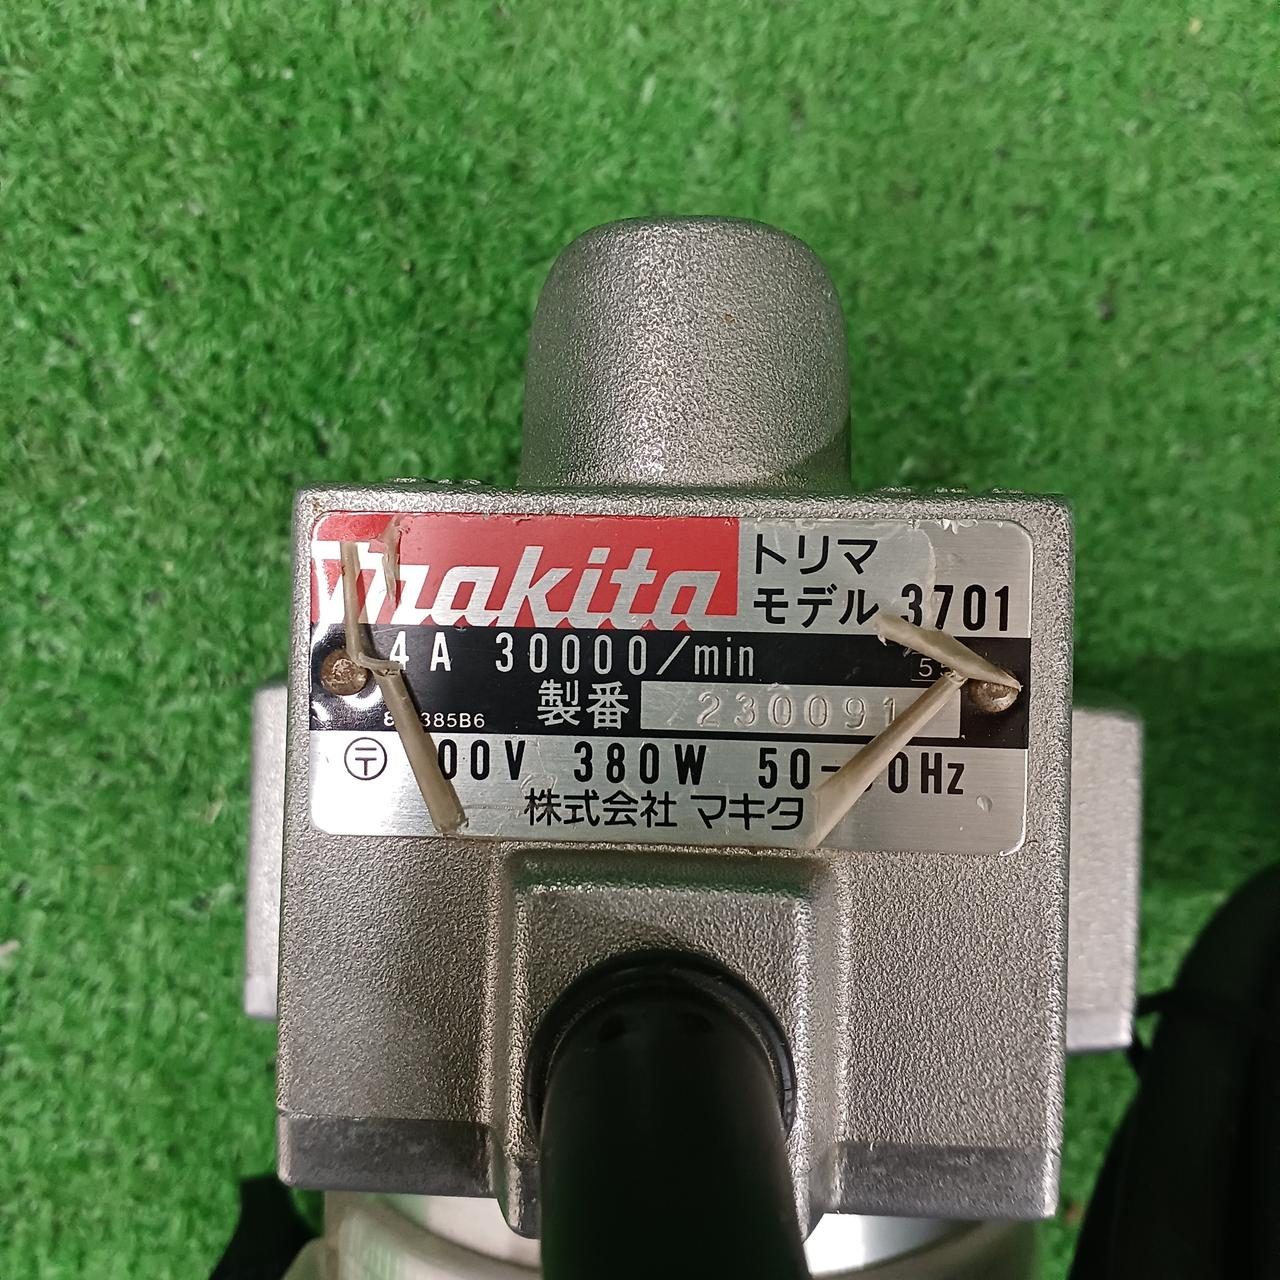 makita
トリマ
モデル 3701
4A 30000/min
製番 230091
〒 00V 380W 50-0Hz
株式会社 マキタ